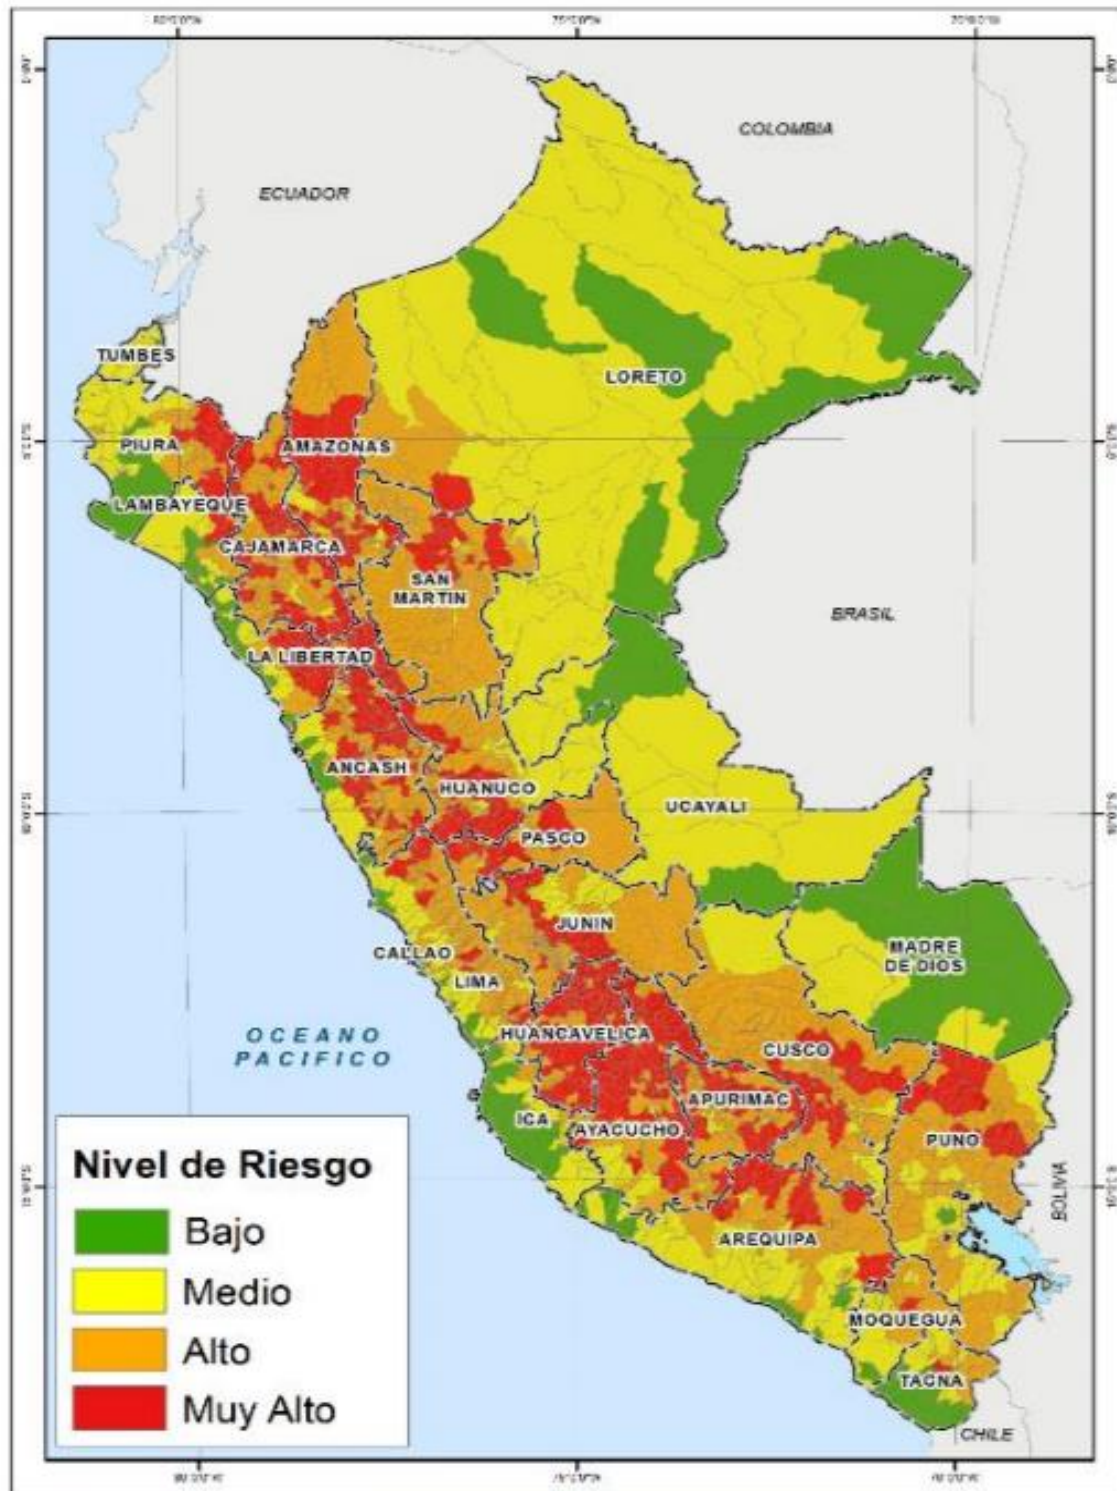 COLOMBIA
ECUADOR
TUMBES
LORETO
PIURA
AMAZONAS
LAMBAYEQUE
CAJAMARCA
SAN
MARTIN
BRASIL
LA LIBERTAD
ANCASH
HUANUCO
UCAYALI
PASCO
JUNIN
MADRE
DE DIOS
CALLAO
LIMA
OCEANO
PACIFICO
HUANCAVELICA
CUSCO
APURIMAC
ICA
AYACUCHO
PUNO
BOLIVIA
AREQUIPA
MOQUEGUA
TACNA
CHILE
Nivel de Riesgo
Bajo
Medio
Alto
Muy Alto